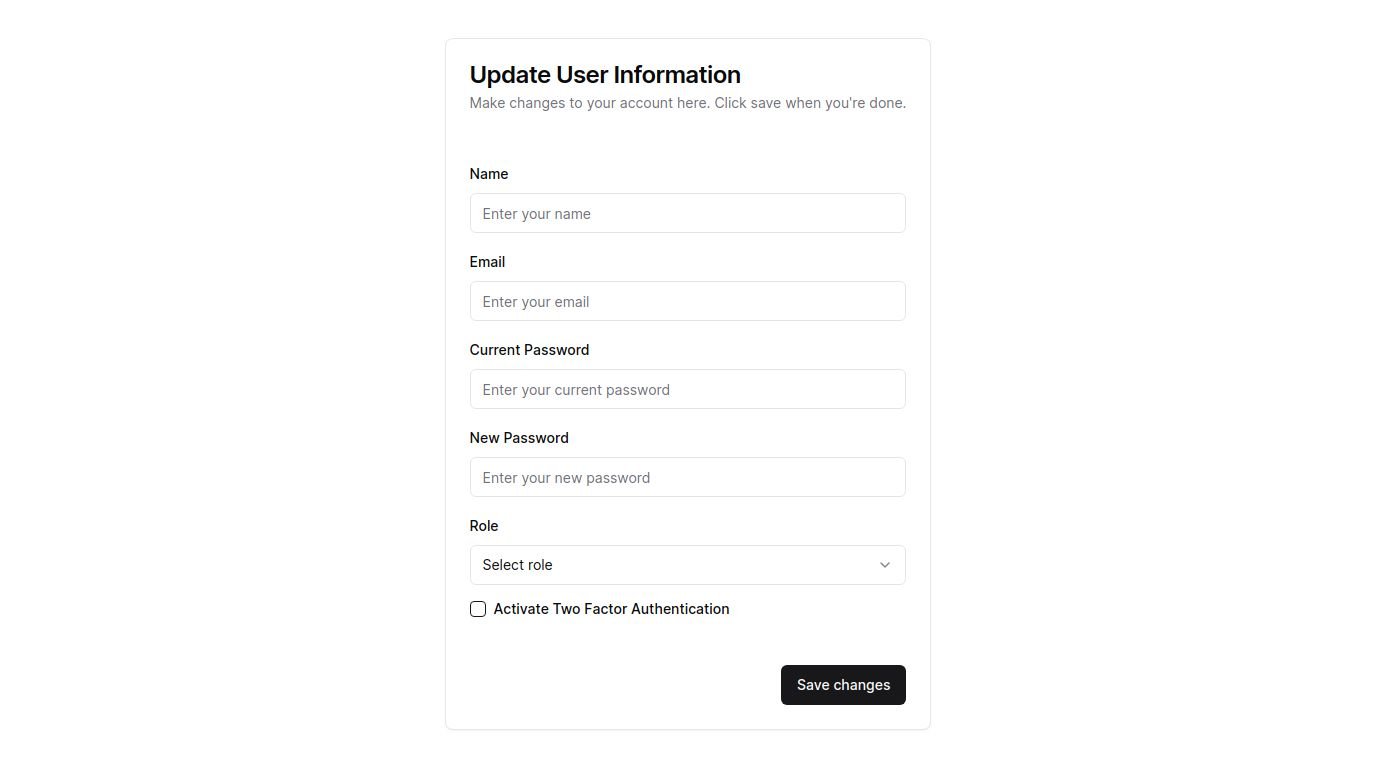 Update User Information
Make changes to your account here. Click save when you're done.
Name
Enter your name
Email
Enter your email
Current Password
Enter your current password
New Password
Enter your new password
Role
Select role
Activate Two Factor Authentication
Save changes